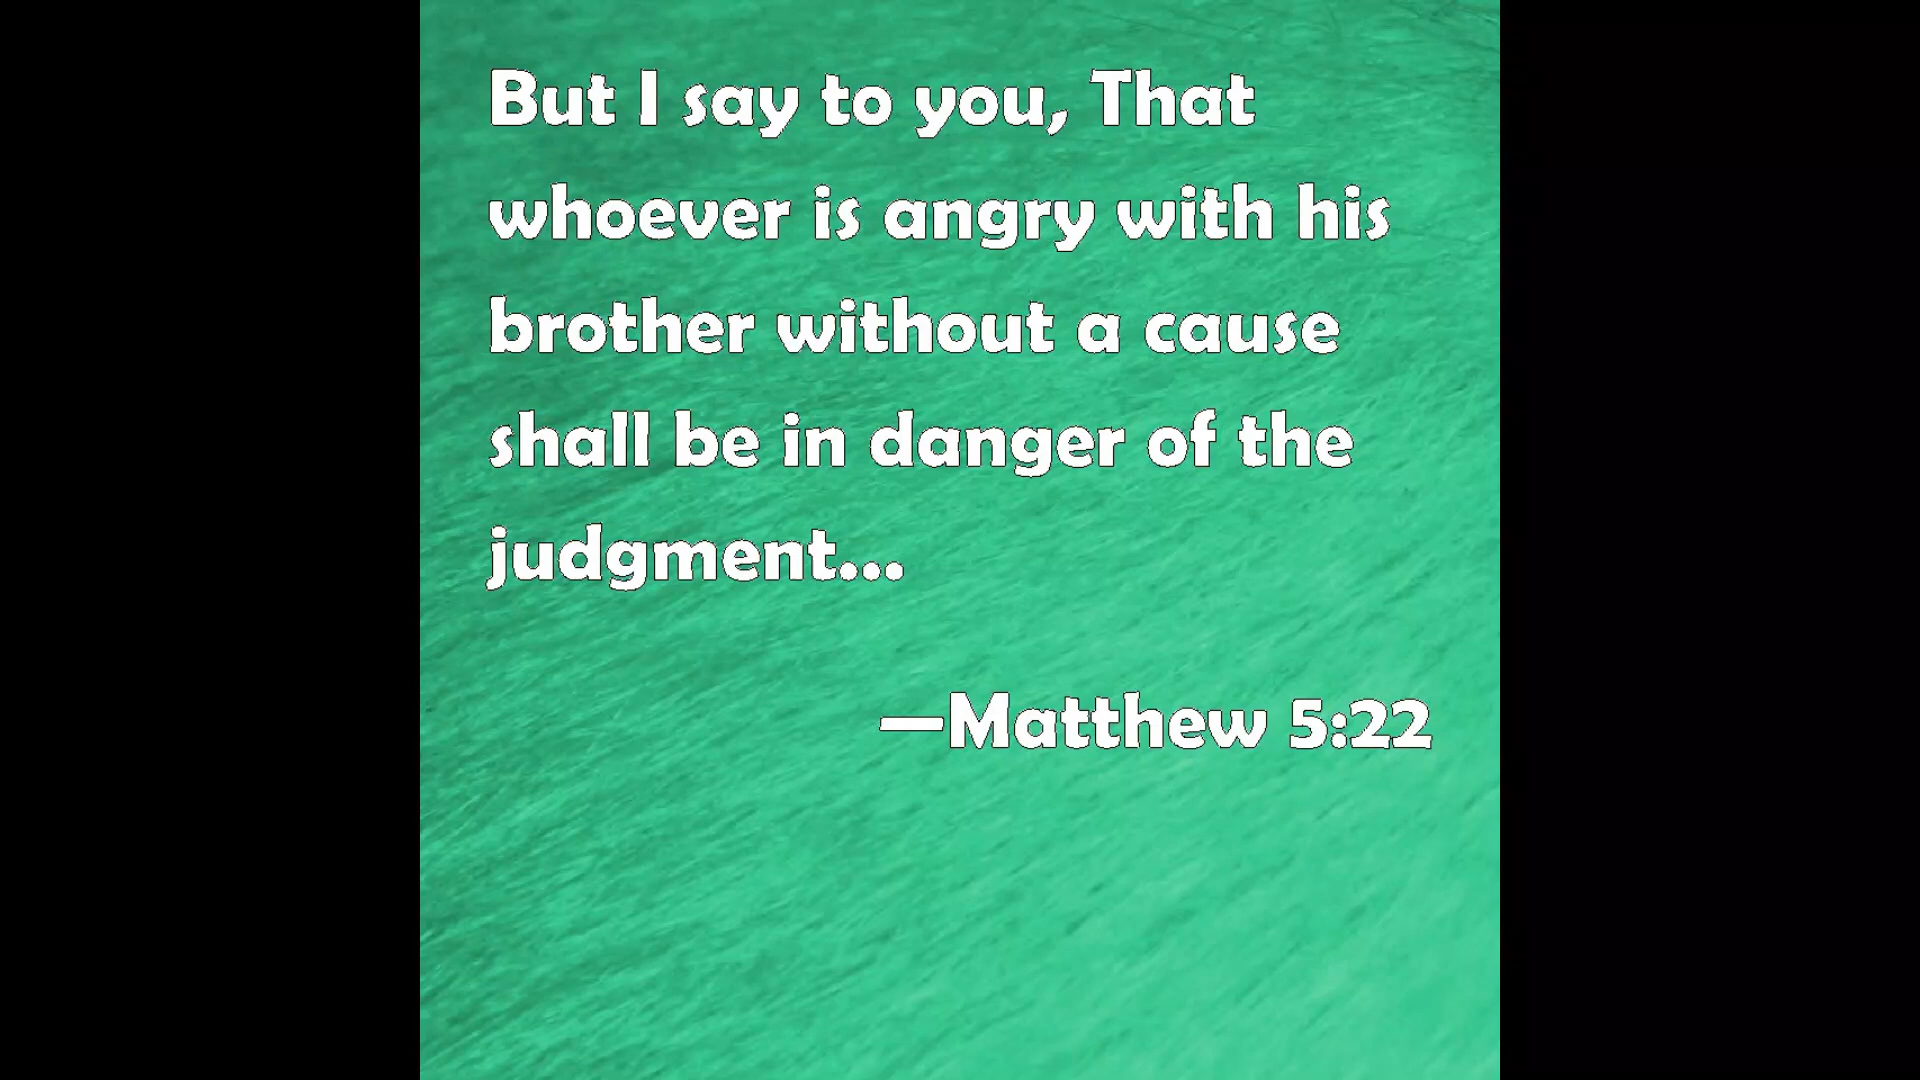 But I say to you, That
whoever is angry with his
brother without a cause
shall be in danger of the
judgment...
—Matthew 5:22